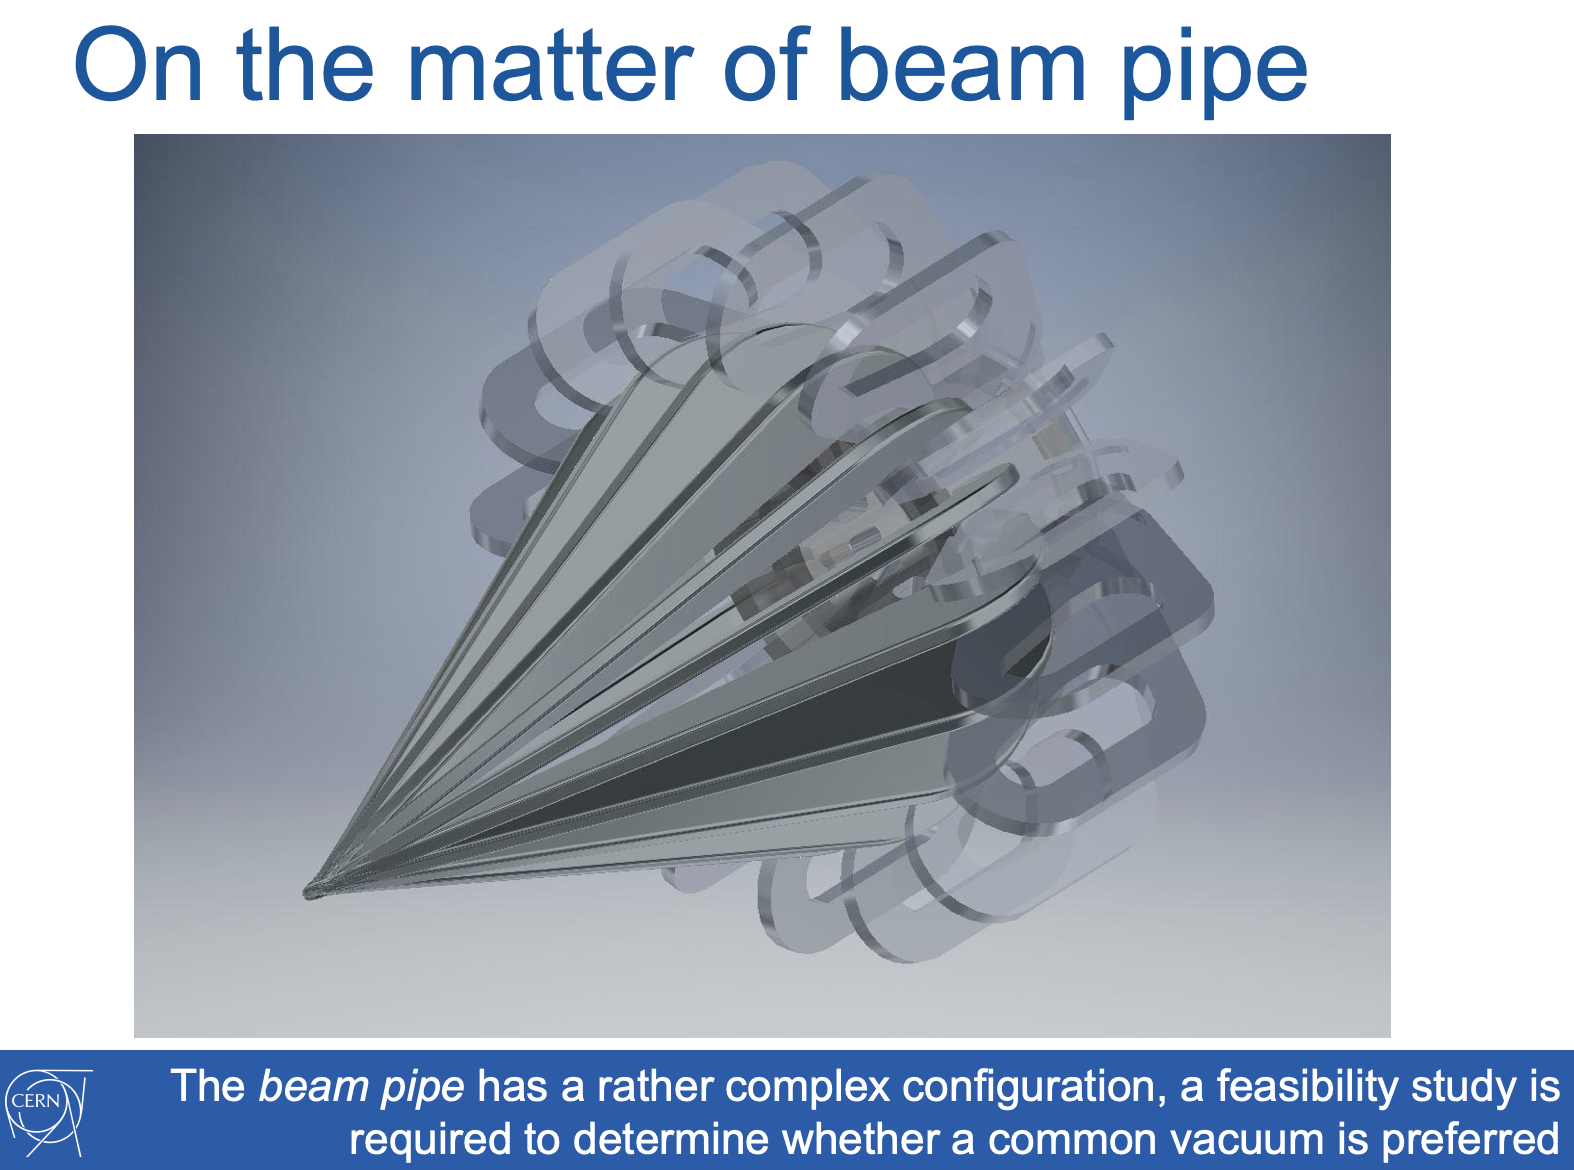 On the matter of beam pipe
CERN
The beam pipe has a rather complex configuration, a feasibility study is
required to determine whether a common vacuum is preferred